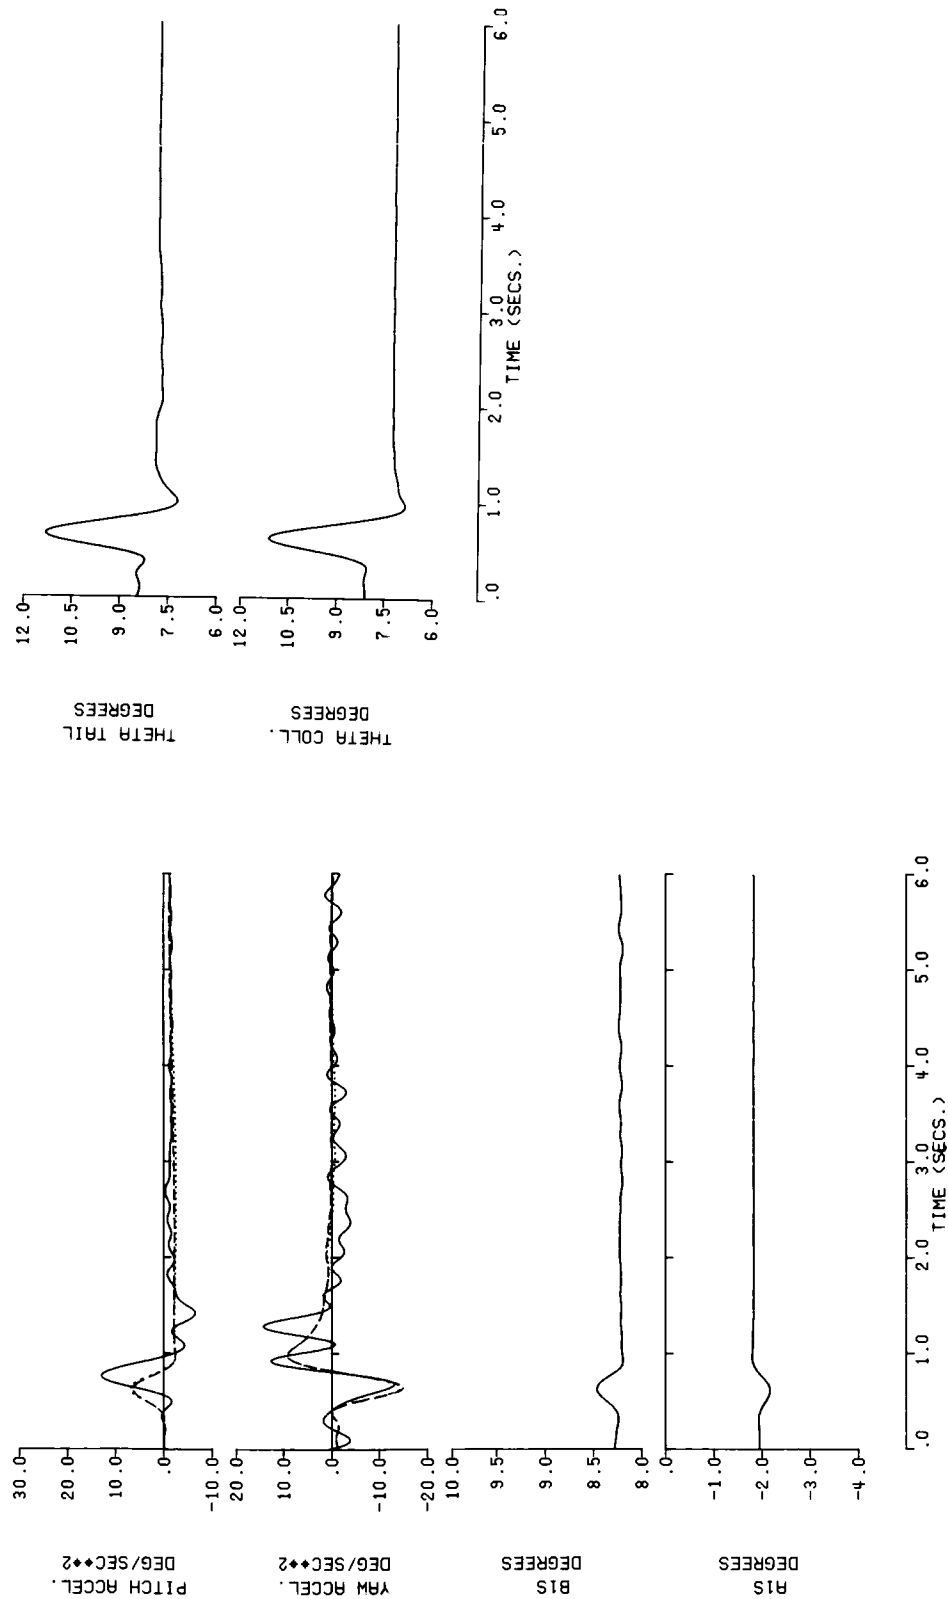 PITCH ACCEL.
DEG/SEC**2
30.0
20.0
10.0
.0
-10.0
YAW ACCEL.
DEG/SEC**2
20.0
10.0
.0
-10.0
-20.0
B1S
DEGREES
10.0
9.5
9.0
8.5
8.0
A1S
DEGREES
.0
-1.0
-2.0
-3.0
-4.0
.0 1.0 2.0 3.0 4.0 5.0 6.0
TIME (SECS.)
THETA TAIL
DEGREES
12.0
10.5
9.0
7.5
6.0
THETA COLL.
DEGREES
12.0
10.5
9.0
7.5
6.0
.0 1.0 2.0 3.0 4.0 5.0 6.0
TIME (SECS.)